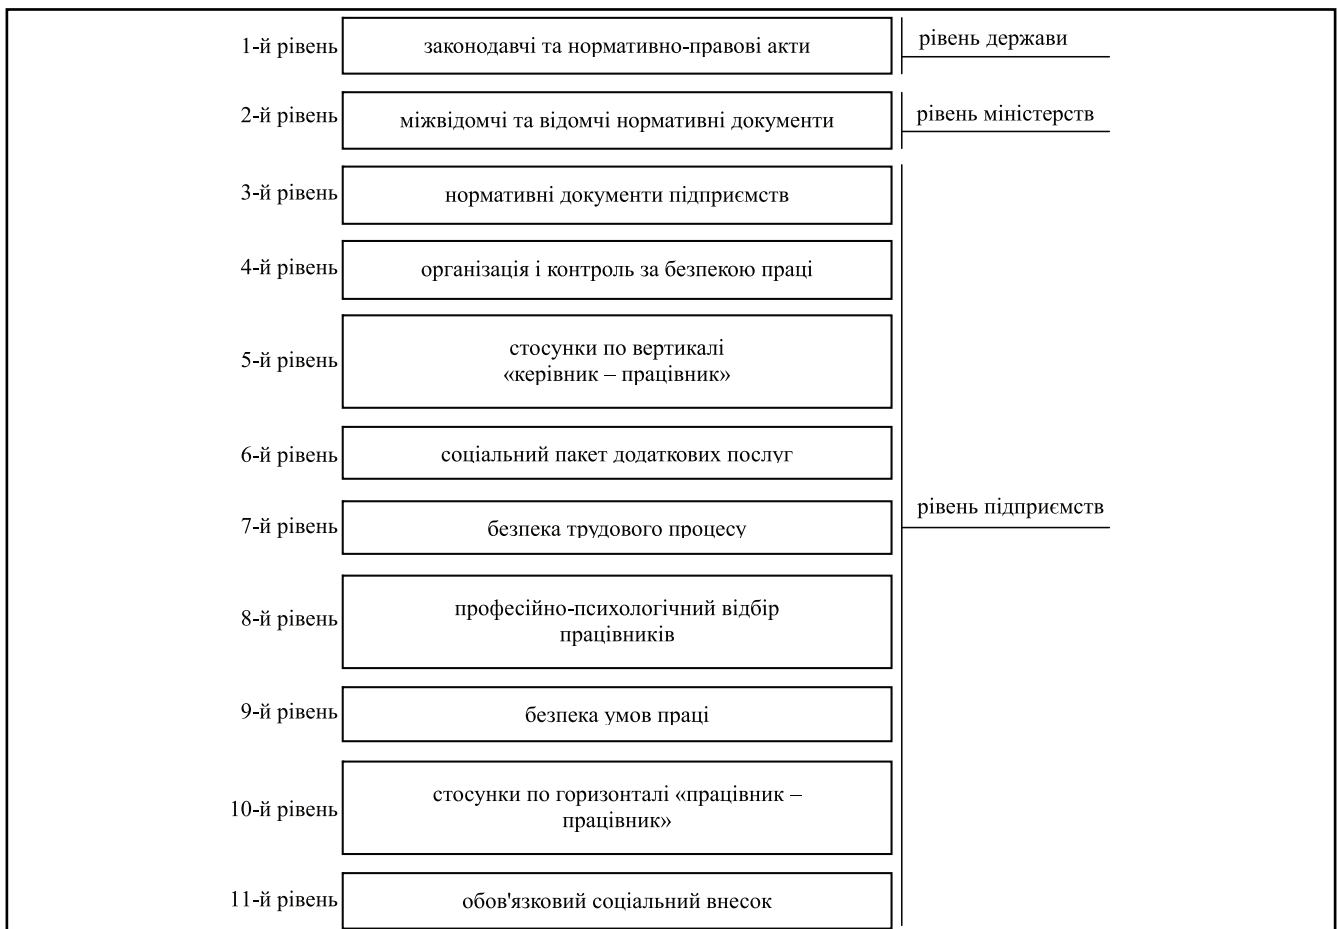 1-й рівень
законодавчі та нормативно-правові акти
рівень держави
2-й рівень
міжвідомчі та відомчі нормативні документи
рівень міністерств
3-й рівень
нормативні документи підприємств
4-й рівень
організація і контроль за безпекою праці
5-й рівень
стосунки по вертикалі
«керівник – працівник»
6-й рівень
соціальний пакет додаткових послуг
7-й рівень
безпека трудового процесу
рівень підприємств
8-й рівень
професійно-психологічний відбір
працівників
9-й рівень
безпека умов праці
10-й рівень
стосунки по горизонталі «працівник –
працівник»
11-й рівень
обов'язковий соціальний внесок